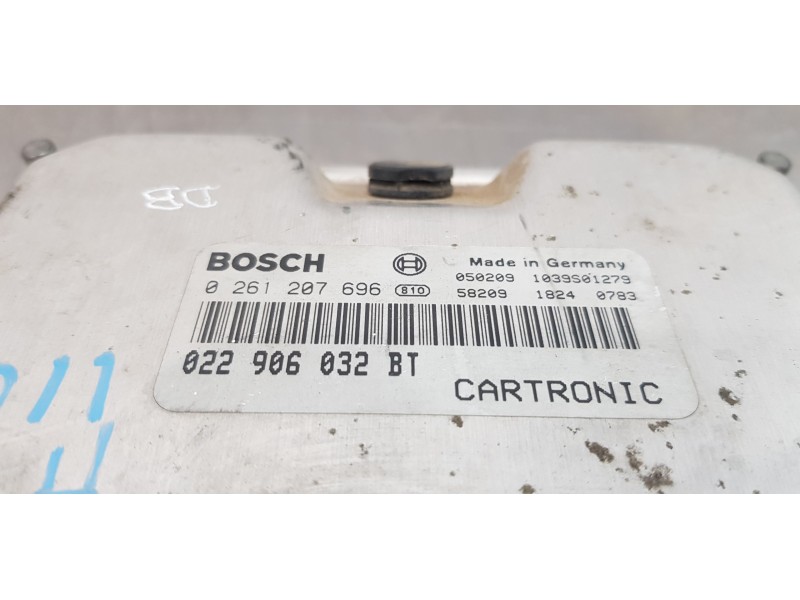 DB
BOSCH Made in Germany
050209 1039S01279
0 261 207 696 810 58209 1824 0783
022 906 032 BT
CARTRONIC